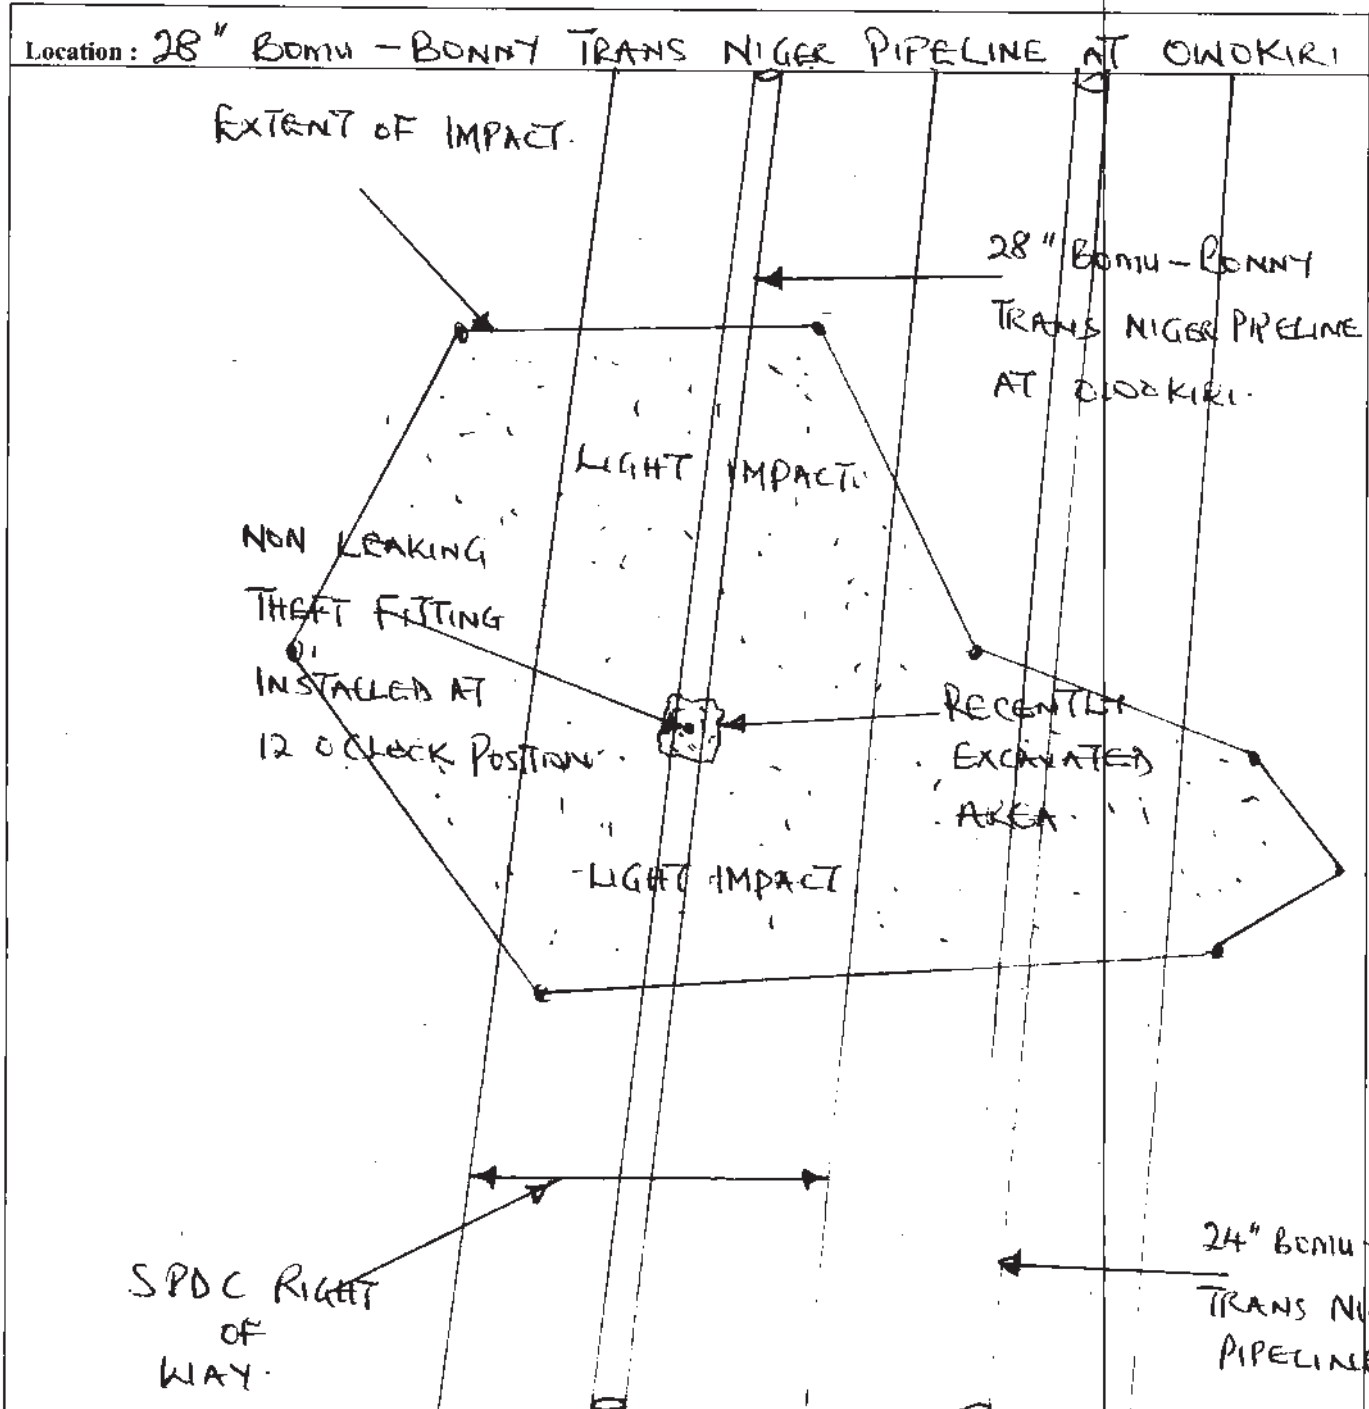 Location : 28" BOMU - BONNY TRANS NIGER PIPELINE AT OWOKIRI
EXTENT OF IMPACT.
28" BOMU - BONNY
TRANS NIGER PIPELINE
AT OWOKIRI.
LIGHT IMPACT.
NON LEAKING
THEFT FITTING
INSTALLED AT
12 O CLOCK POSITION.
RECENTLY
EXCAVATED
AREA.
LIGHT IMPACT
SPDC RIGHT
OF
WAY.
24" BOMU -
TRANS NI
PIPELINE